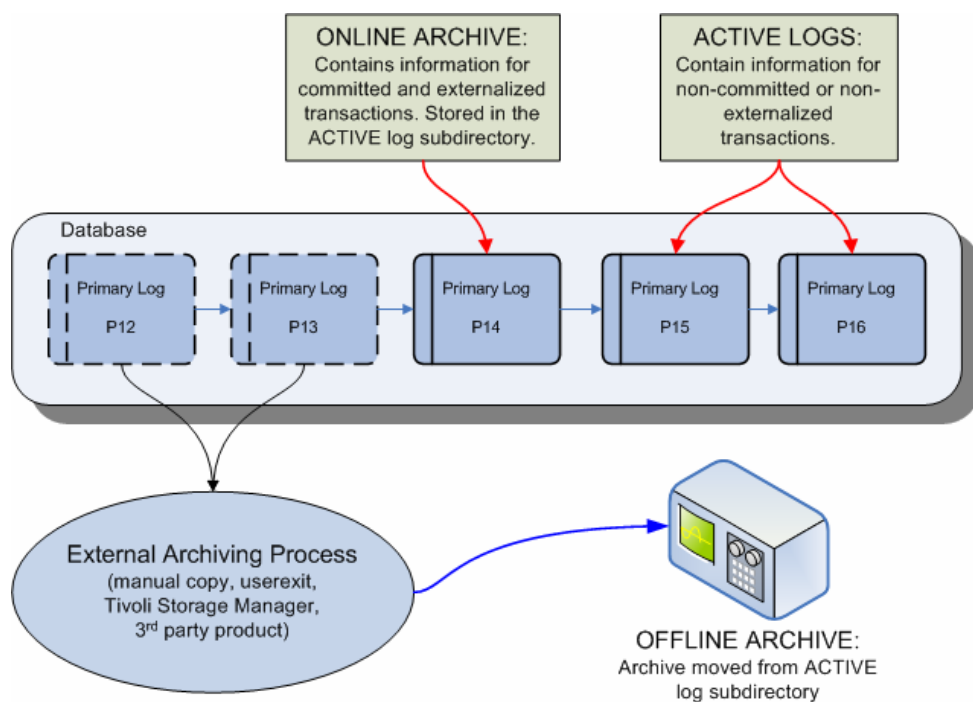 ONLINE ARCHIVE:
Contains information for
committed and externalized
transactions. Stored in the
ACTIVE log subdirectory.
ACTIVE LOGS:
Contain information for
non-committed or non-
externalized
transactions.
Database
Primary Log
P12
Primary Log
P13
Primary Log
P14
Primary Log
P15
Primary Log
P16
External Archiving Process
(manual copy, userexit,
Tivoli Storage Manager,
3rd party product)
OFFLINE ARCHIVE:
Archive moved from ACTIVE
log subdirectory